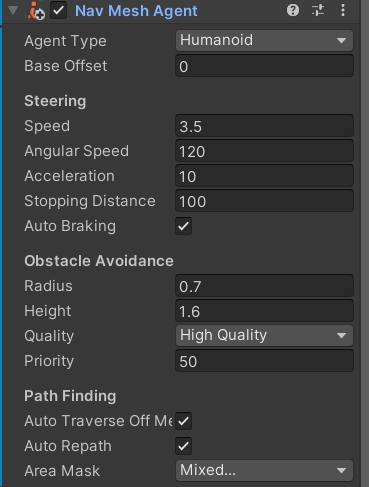 Nav Mesh Agent
Agent Type Humanoid
Base Offset 0
Steering
Speed 3.5
Angular Speed 120
Acceleration 10
Stopping Distance 100
Auto Braking
Obstacle Avoidance
Radius 0.7
Height 1.6
Quality High Quality
Priority 50
Path Finding
Auto Traverse Off Me
Auto Repath
Area Mask Mixed...